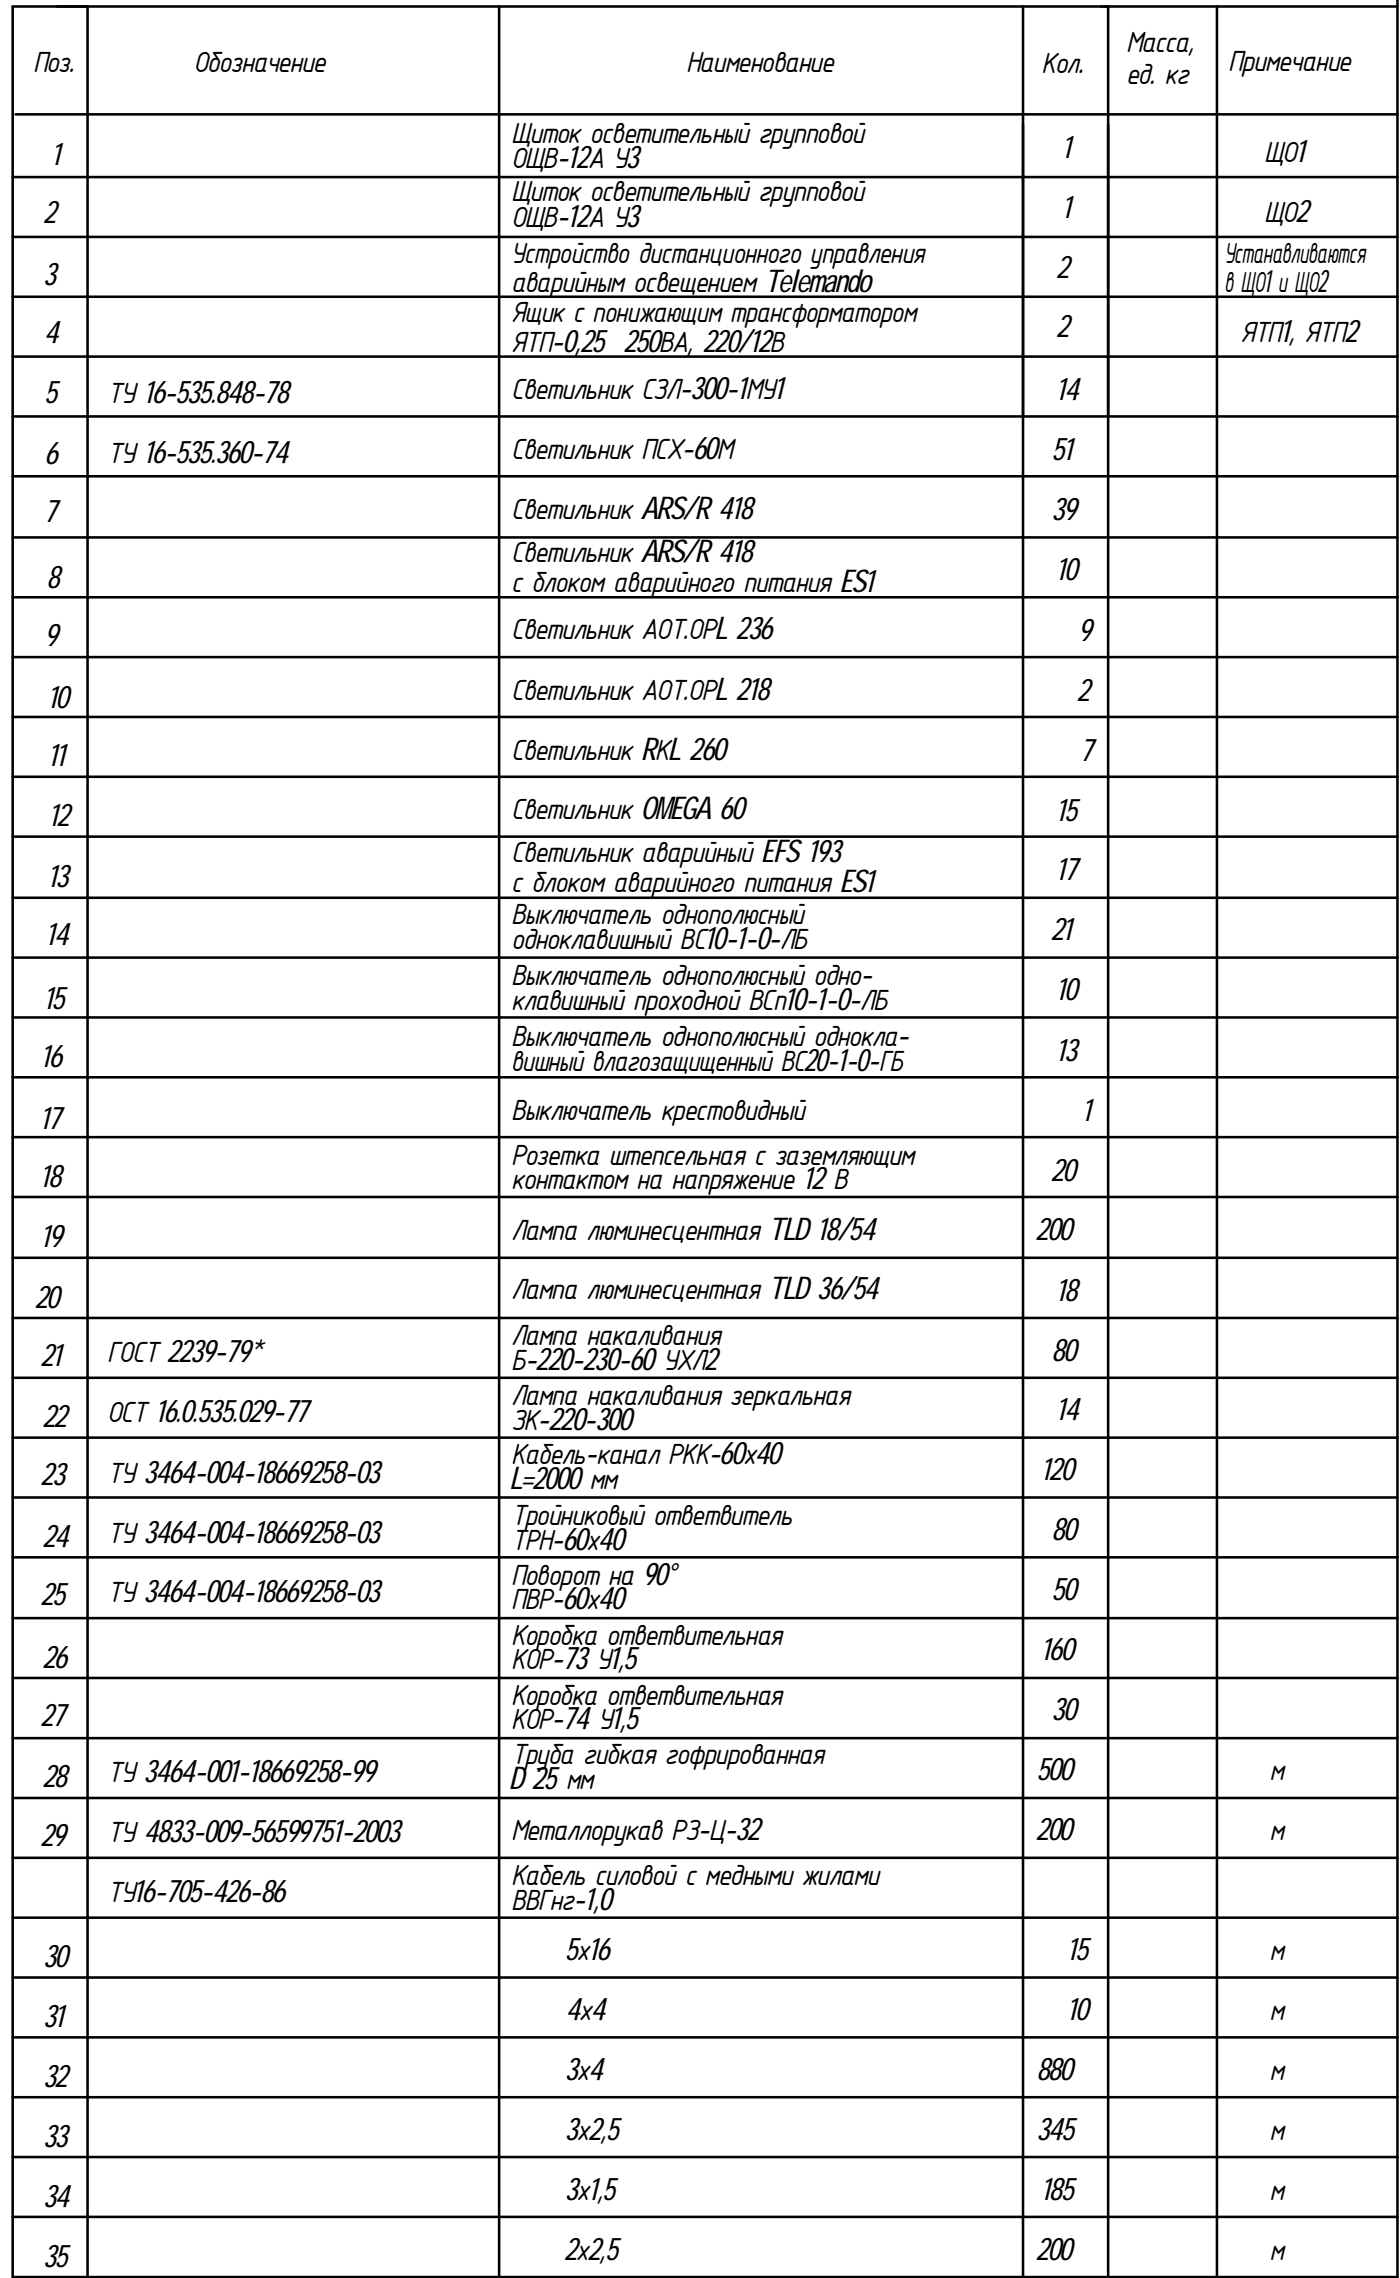 Поз. Обозначение Наименование Кол. Масса, ед. кг Примечание
1 Щиток осветительный групповой
ОЩВ-12А У3 1 ЩО1
2 Щиток осветительный групповой
ОЩВ-12А У3 1 ЩО2
3 Устройство дистанционного управления
аварийным освещением Telemando 2 Устанавливаются
в ЩО1 и ЩО2
4 Ящик с понижающим трансформатором
ЯТП-0,25 250ВА, 220/12В 2 ЯТП1, ЯТП2
5 ТУ 16-535.848-78 Светильник СЗЛ-300-1МУ1 14
6 ТУ 16-535.360-74 Светильник ПСХ-60М 51
7 Светильник ARS/R 418 39
8 Светильник ARS/R 418
с блоком аварийного питания ES1 10
9 Светильник АОТ.OPL 236 9
10 Светильник АОТ.OPL 218 2
11 Светильник RKL 260 7
12 Светильник OMEGA 60 15
13 Светильник аварийный EFS 193
с блоком аварийного питания ES1 17
14 Выключатель однополюсный
одноклавишный ВС10-1-0-ЛБ 21
15 Выключатель однополюсный одно-
клавишный проходной ВСп10-1-0-ЛБ 10
16 Выключатель однополюсный однокла-
вишный влагозащищенный ВС20-1-0-ГБ 13
17 Выключатель крестовидный 1
18 Розетка штепсельная с заземляющим
контактом на напряжение 12 В 20
19 Лампа люминесцентная TLD 18/54 200
20 Лампа люминесцентная TLD 36/54 18
21 ГОСТ 2239-79* Лампа накаливания
Б-220-230-60 УХЛ2 80
22 ОСТ 16.0.535.029-77 Лампа накаливания зеркальная
ЗК-220-300 14
23 ТУ 3464-004-18669258-03 Кабель-канал РКК-60х40
L=2000 мм 120
24 ТУ 3464-004-18669258-03 Тройниковый ответвитель
ТРН-60х40 80
25 ТУ 3464-004-18669258-03 Поворот на 90°
ПВР-60х40 50
26 Коробка ответвительная
КОР-73 У1,5 160
27 Коробка ответвительная
КОР-74 У1,5 30
28 ТУ 3464-001-18669258-99 Труба гибкая гофрированная
D 25 мм 500 м
29 ТУ 4833-009-56599751-2003 Металлорукав РЗ-Ц-32 200 м
ТУ16-705-426-86 Кабель силовой с медными жилами
ВВГнг-1,0
30 5х16 15 м
31 4х4 10 м
32 3х4 880 м
33 3х2,5 345 м
34 3х1,5 185 м
35 2х2,5 200 м